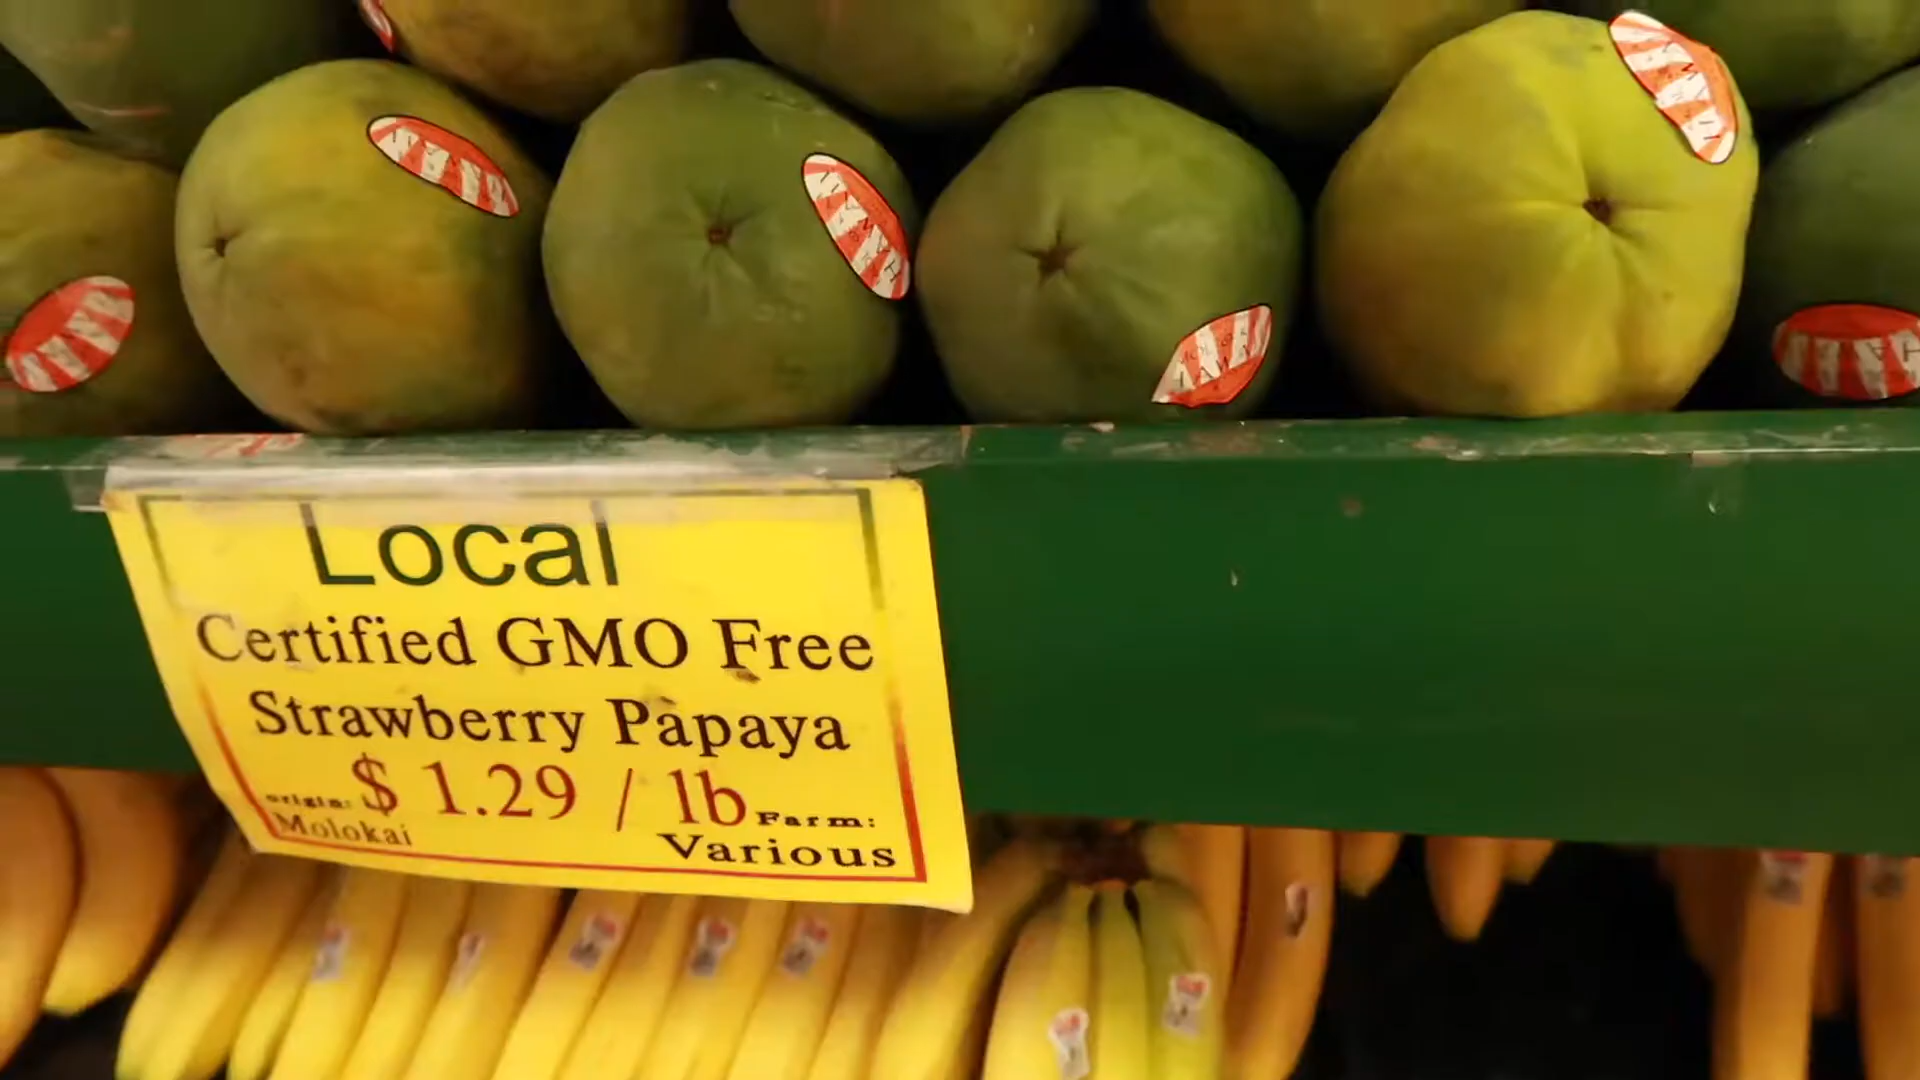 Local
Certified GMO Free
Strawberry Papaya
$ 1.29 / lb
origin:
Farm:
Molokai
Various